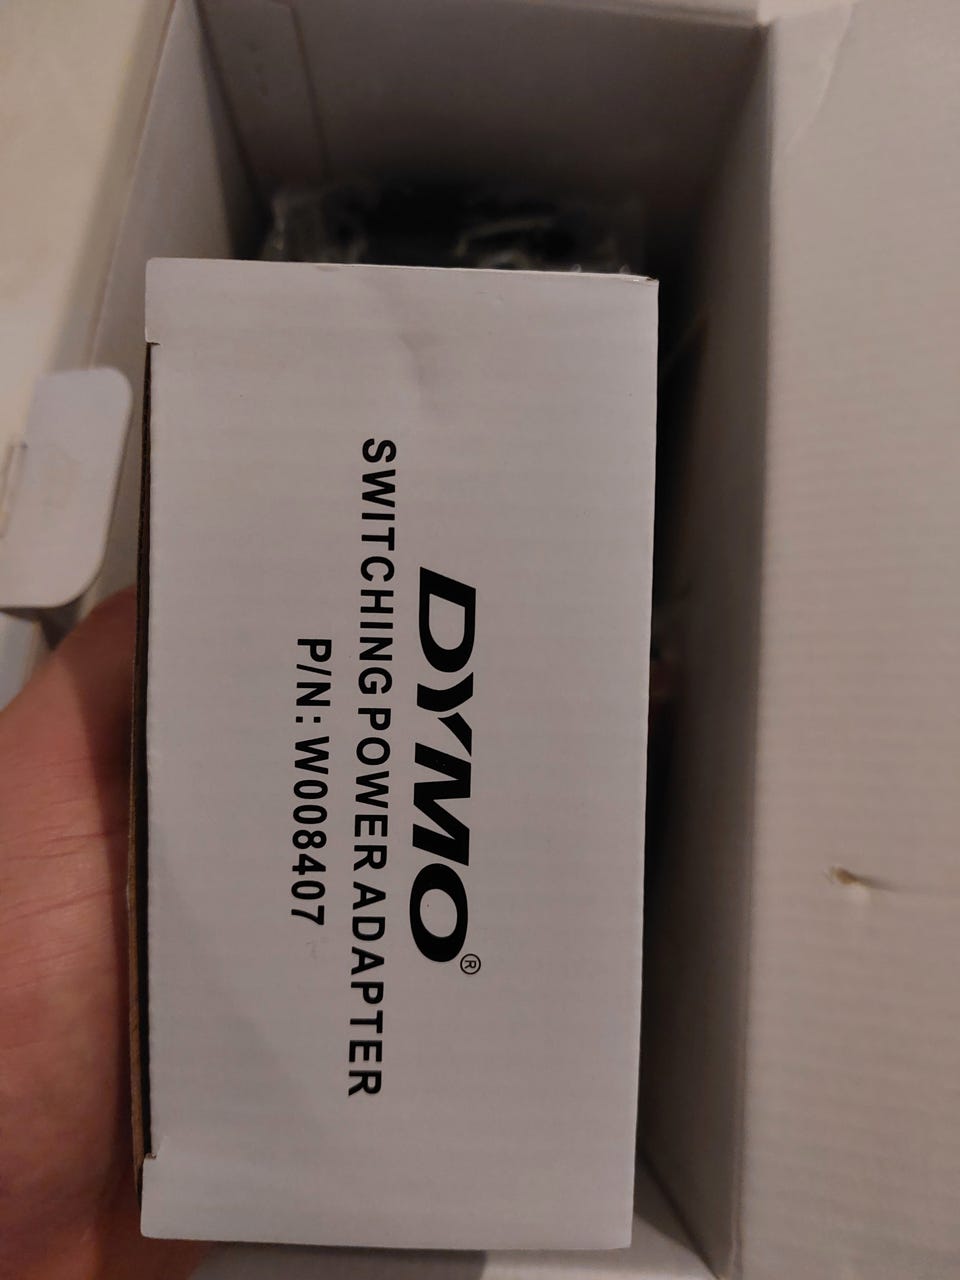 DYMO®
SWITCHING POWER ADAPTER
P/N: W008407